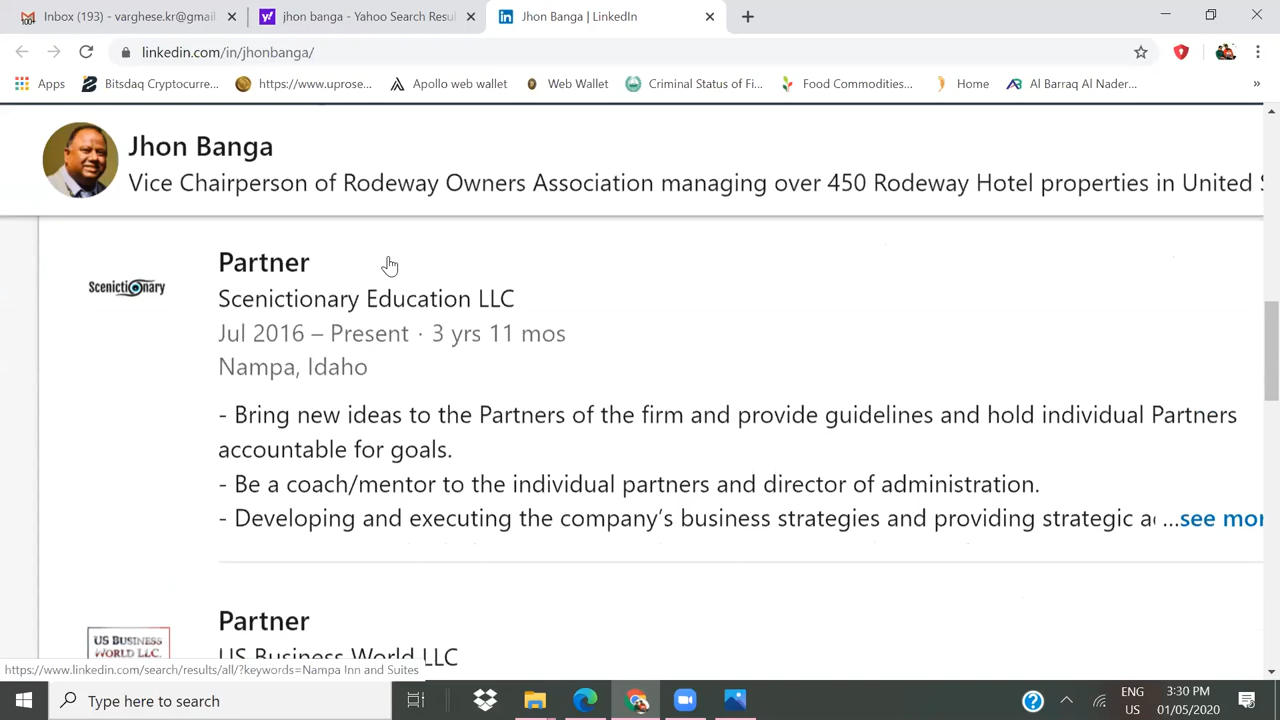 Inbox (193) - varghese.kr@gmail
jhon banga - Yahoo Search Resul
Jhon Banga | LinkedIn
linkedin.com/in/jhonbanga/
Apps
Bitsdaq Cryptocurre...
https://www.uprose...
Apollo web wallet
Web Wallet
Criminal Status of Fi...
Food Commodities...
Home
Al Barraq Al Nader...
»
Jhon Banga
Vice Chairperson of Rodeway Owners Association managing over 450 Rodeway Hotel properties in United S
Scenictionary
Partner
Scenictionary Education LLC
Jul 2016 – Present · 3 yrs 11 mos
Nampa, Idaho
- Bring new ideas to the Partners of the firm and provide guidelines and hold individual Partners
accountable for goals.
- Be a coach/mentor to the individual partners and director of administration.
- Developing and executing the company's business strategies and providing strategic a ...see mor
US BUSINESS
WORLD LLC.
Partner
US Business World LLC
https://www.linkedin.com/search/results/all/?keywords=Nampa Inn and Suites
Type here to search
ENG
US
3:30 PM
01/05/2020